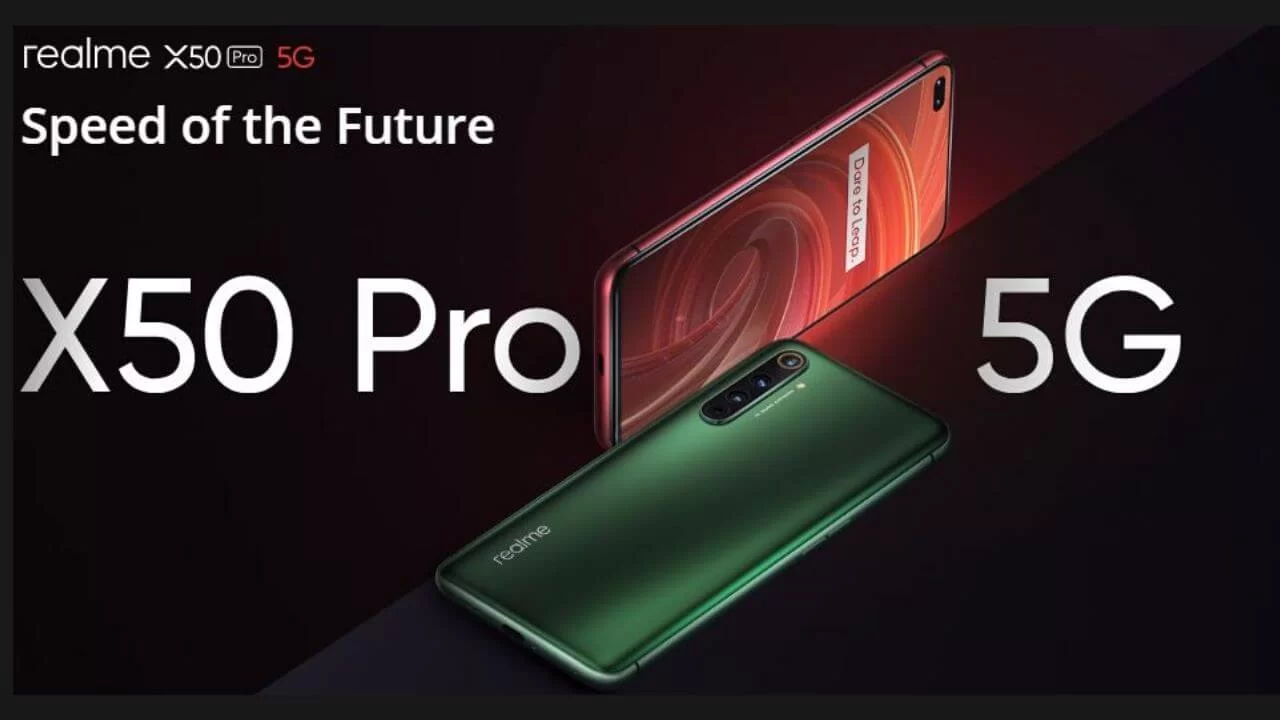 realme X50 Pro 5G
Speed of the Future
Dare to Leap.
X50 Pro 5G
realme